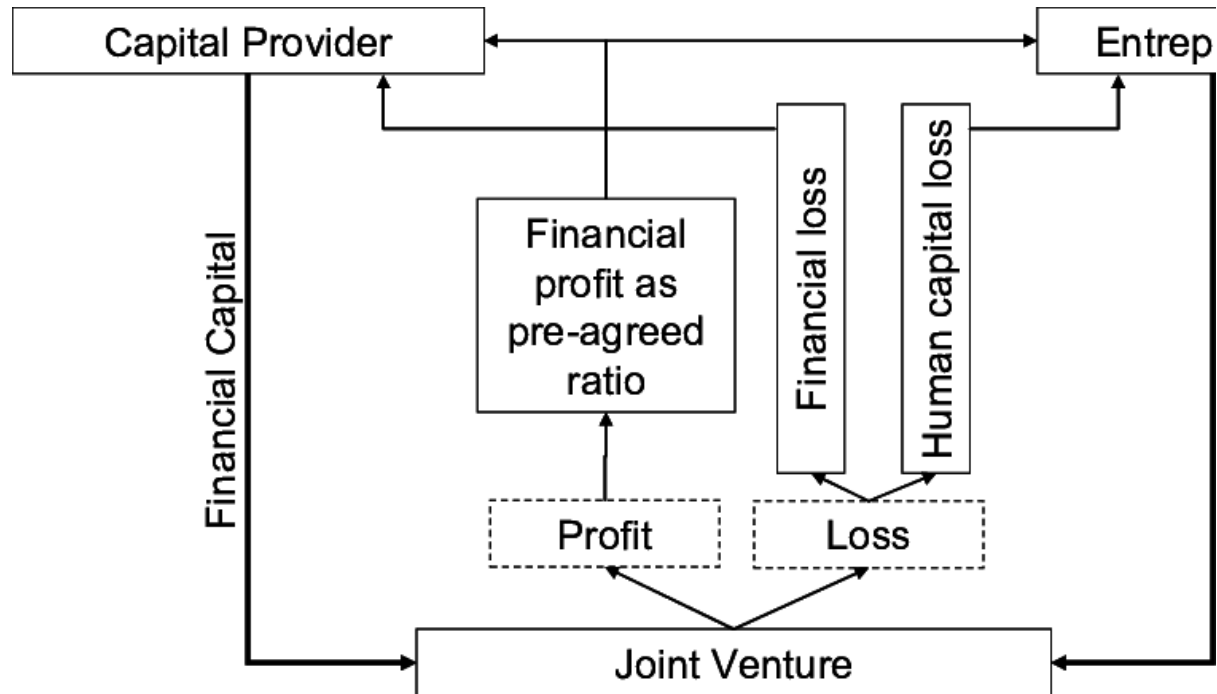 Capital Provider
Entrep
Financial Capital
Financial
profit as
pre-agreed
ratio
Financial loss
Human capital loss
Profit
Loss
Joint Venture